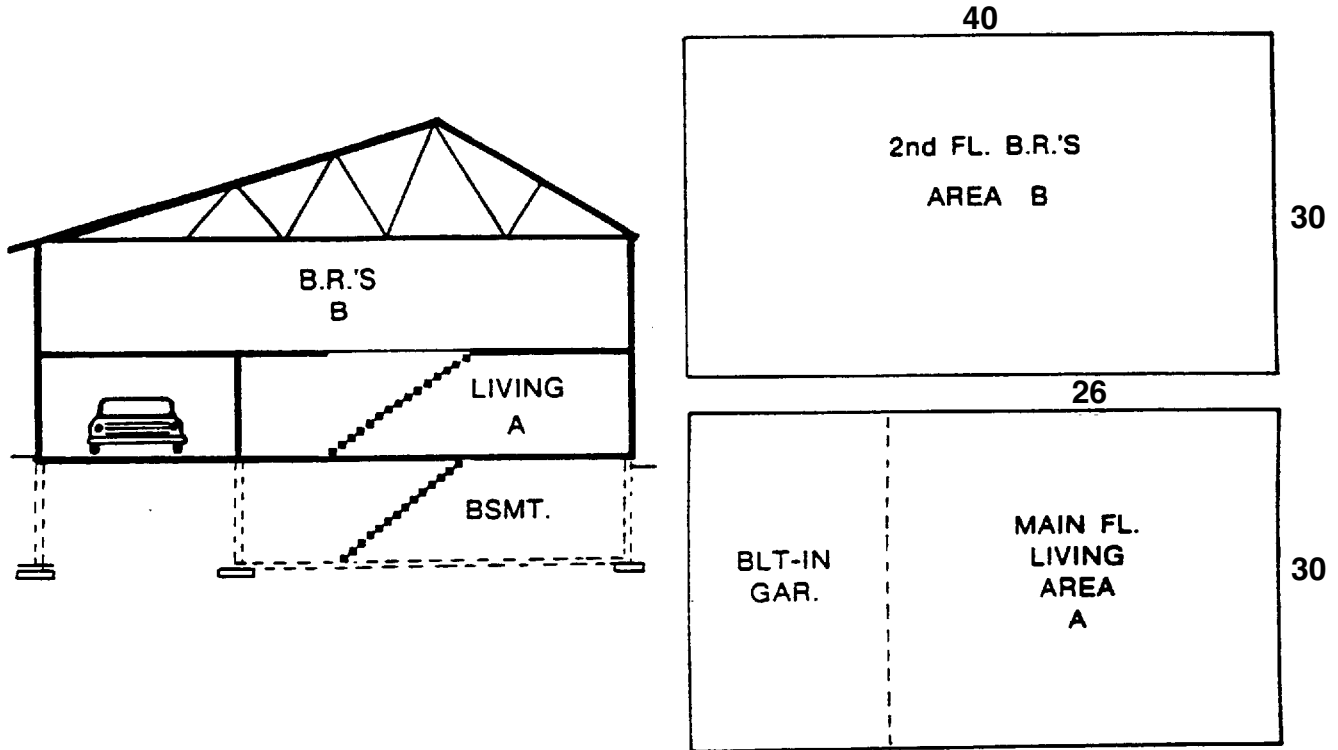 B.R.'S
B
LIVING
A
BSMT.
40
2nd FL. B.R.'S
AREA B
30
26
BLT-IN
GAR.
MAIN FL.
LIVING
AREA
A
30